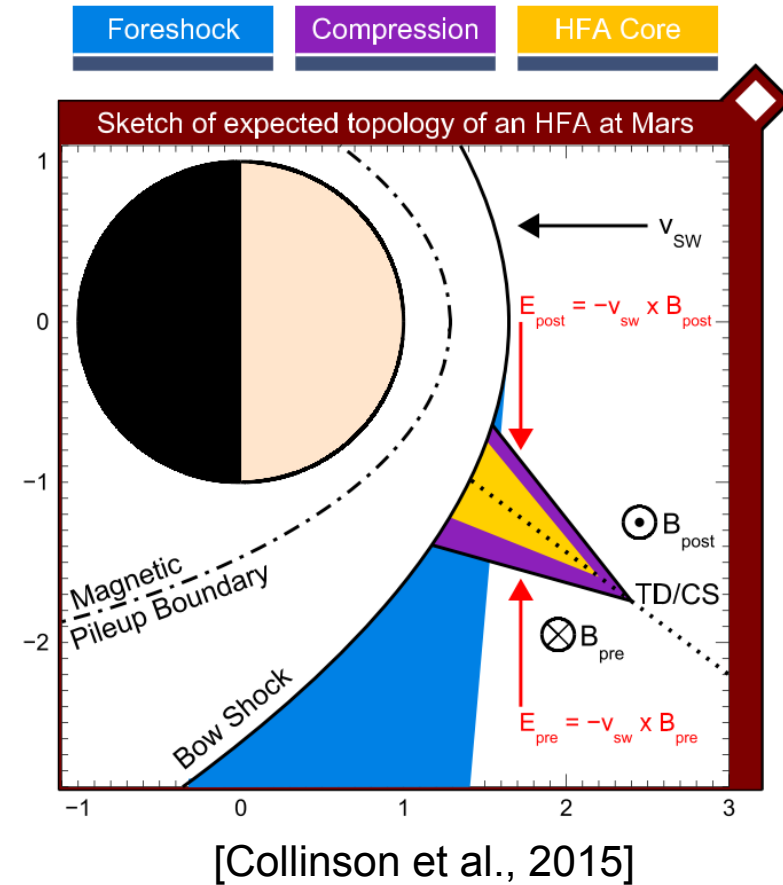 Foreshock
Compression
HFA Core
Sketch of expected topology of an HFA at Mars
1
0
−1
−2
v_SW
E_post = −v_sw x B_post
B_post
TD/CS
B_pre
E_pre = −v_sw x B_pre
Magnetic
Pileup Boundary
Bow Shock
−1
0
1
2
3
[Collinson et al., 2015]